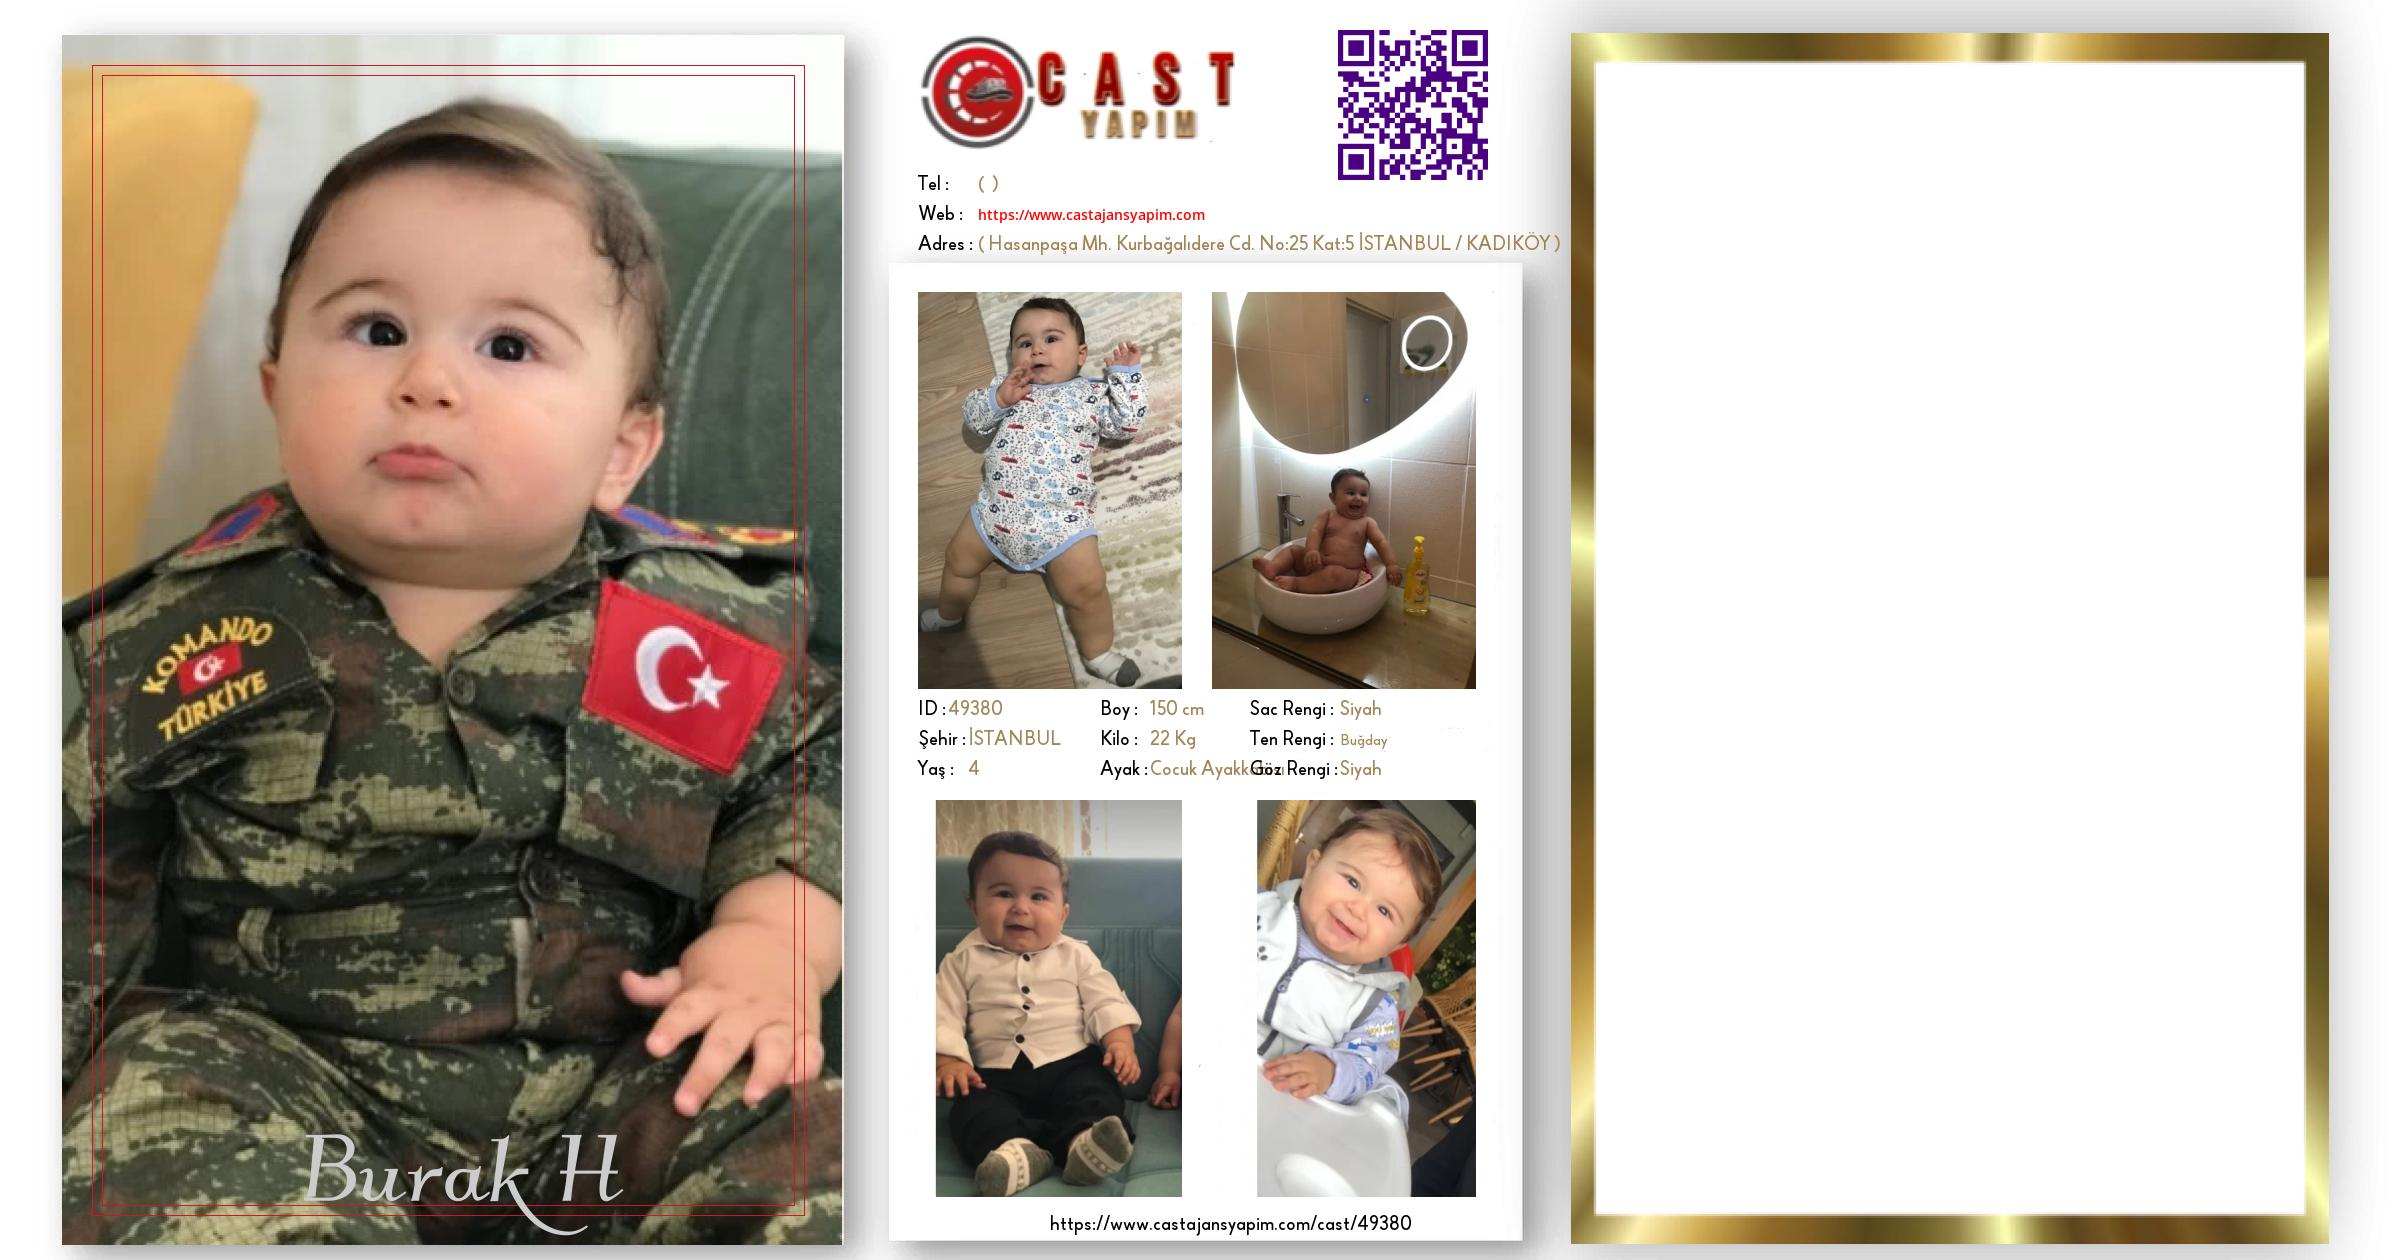 KOMANDO
TÜRKİYE
Burak H
CAST
YAPIM
Tel : ( )
Web : https://www.castajansyapim.com
Adres : ( Hasanpaşa Mh. Kurbağalıdere Cd. No:25 Kat:5 İSTANBUL / KADIKÖY )
ID : 49380 Boy : 150 cm Sac Rengi : Siyah
Şehir : İSTANBUL Kilo : 22 Kg Ten Rengi : Buğday
Yaş : 4 Ayak : Cocuk Göz Rengi : Siyah
https://www.castajansyapim.com/cast/49380